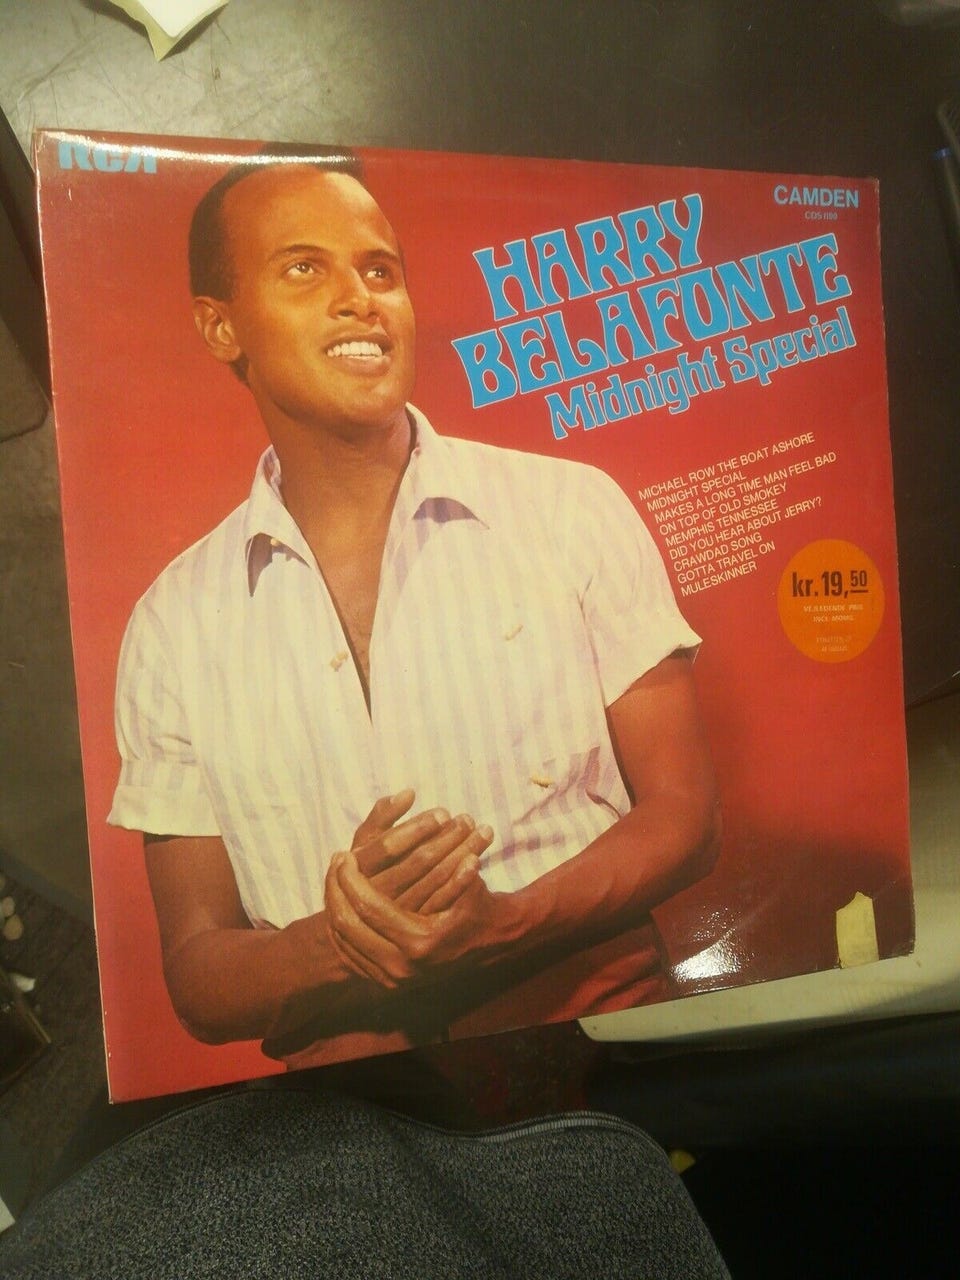 RCA
CAMDEN
HARRY
BELAFONTE
Midnight Special
MICHAEL ROW THE BOAT ASHORE
MIDNIGHT SPECIAL
MAKES A LONG TIME MAN FEEL BAD
ON TOP OF OLD SMOKEY
MEMPHIS TENNESSEE
DID YOU HEAR ABOUT JERRY?
CRAWDAD SONG
GOTTA TRAVEL ON
MULESKINNER
kr.19,50
VEJLEDENDE PRIS
INCL. MOMS.